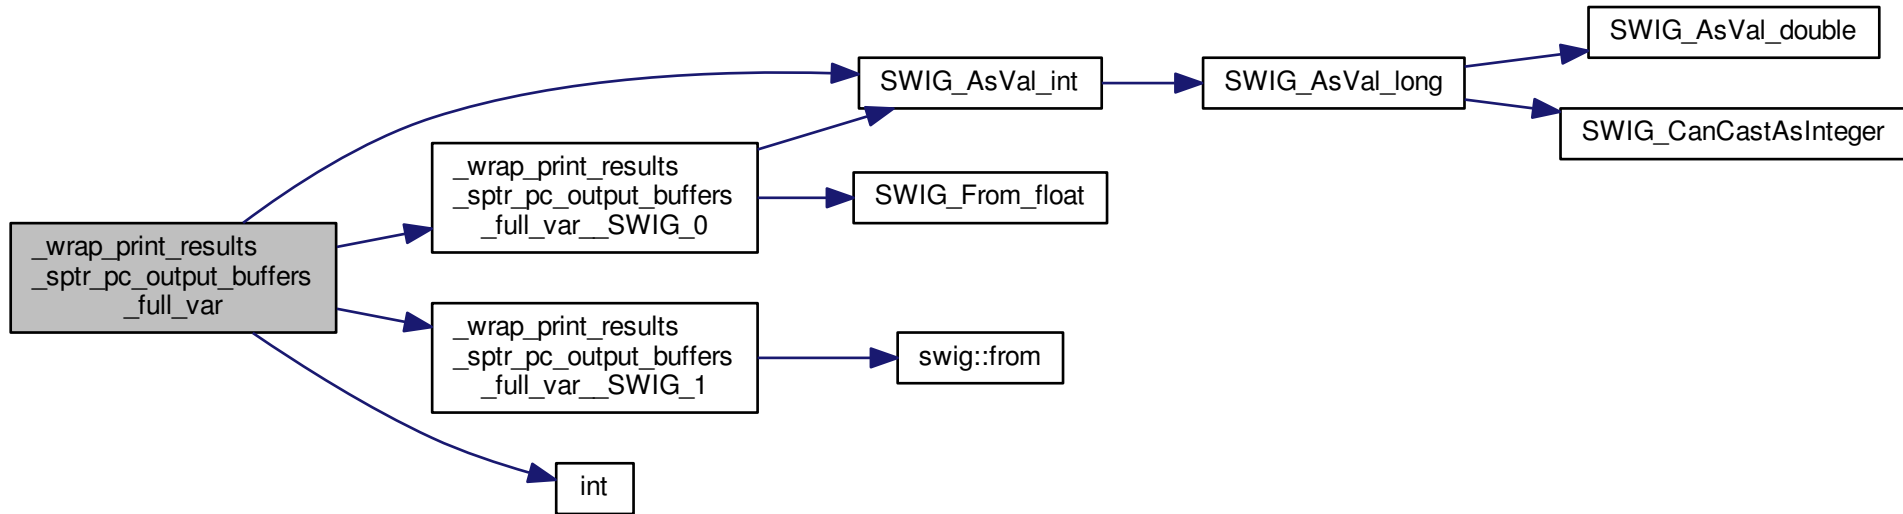 _wrap_print_results
_sptr_pc_output_buffers
_full_var
_wrap_print_results
_sptr_pc_output_buffers
_full_var__SWIG_0
_wrap_print_results
_sptr_pc_output_buffers
_full_var__SWIG_1
int
SWIG_AsVal_int
SWIG_From_float
swig::from
SWIG_AsVal_long
SWIG_AsVal_double
SWIG_CanCastAsInteger